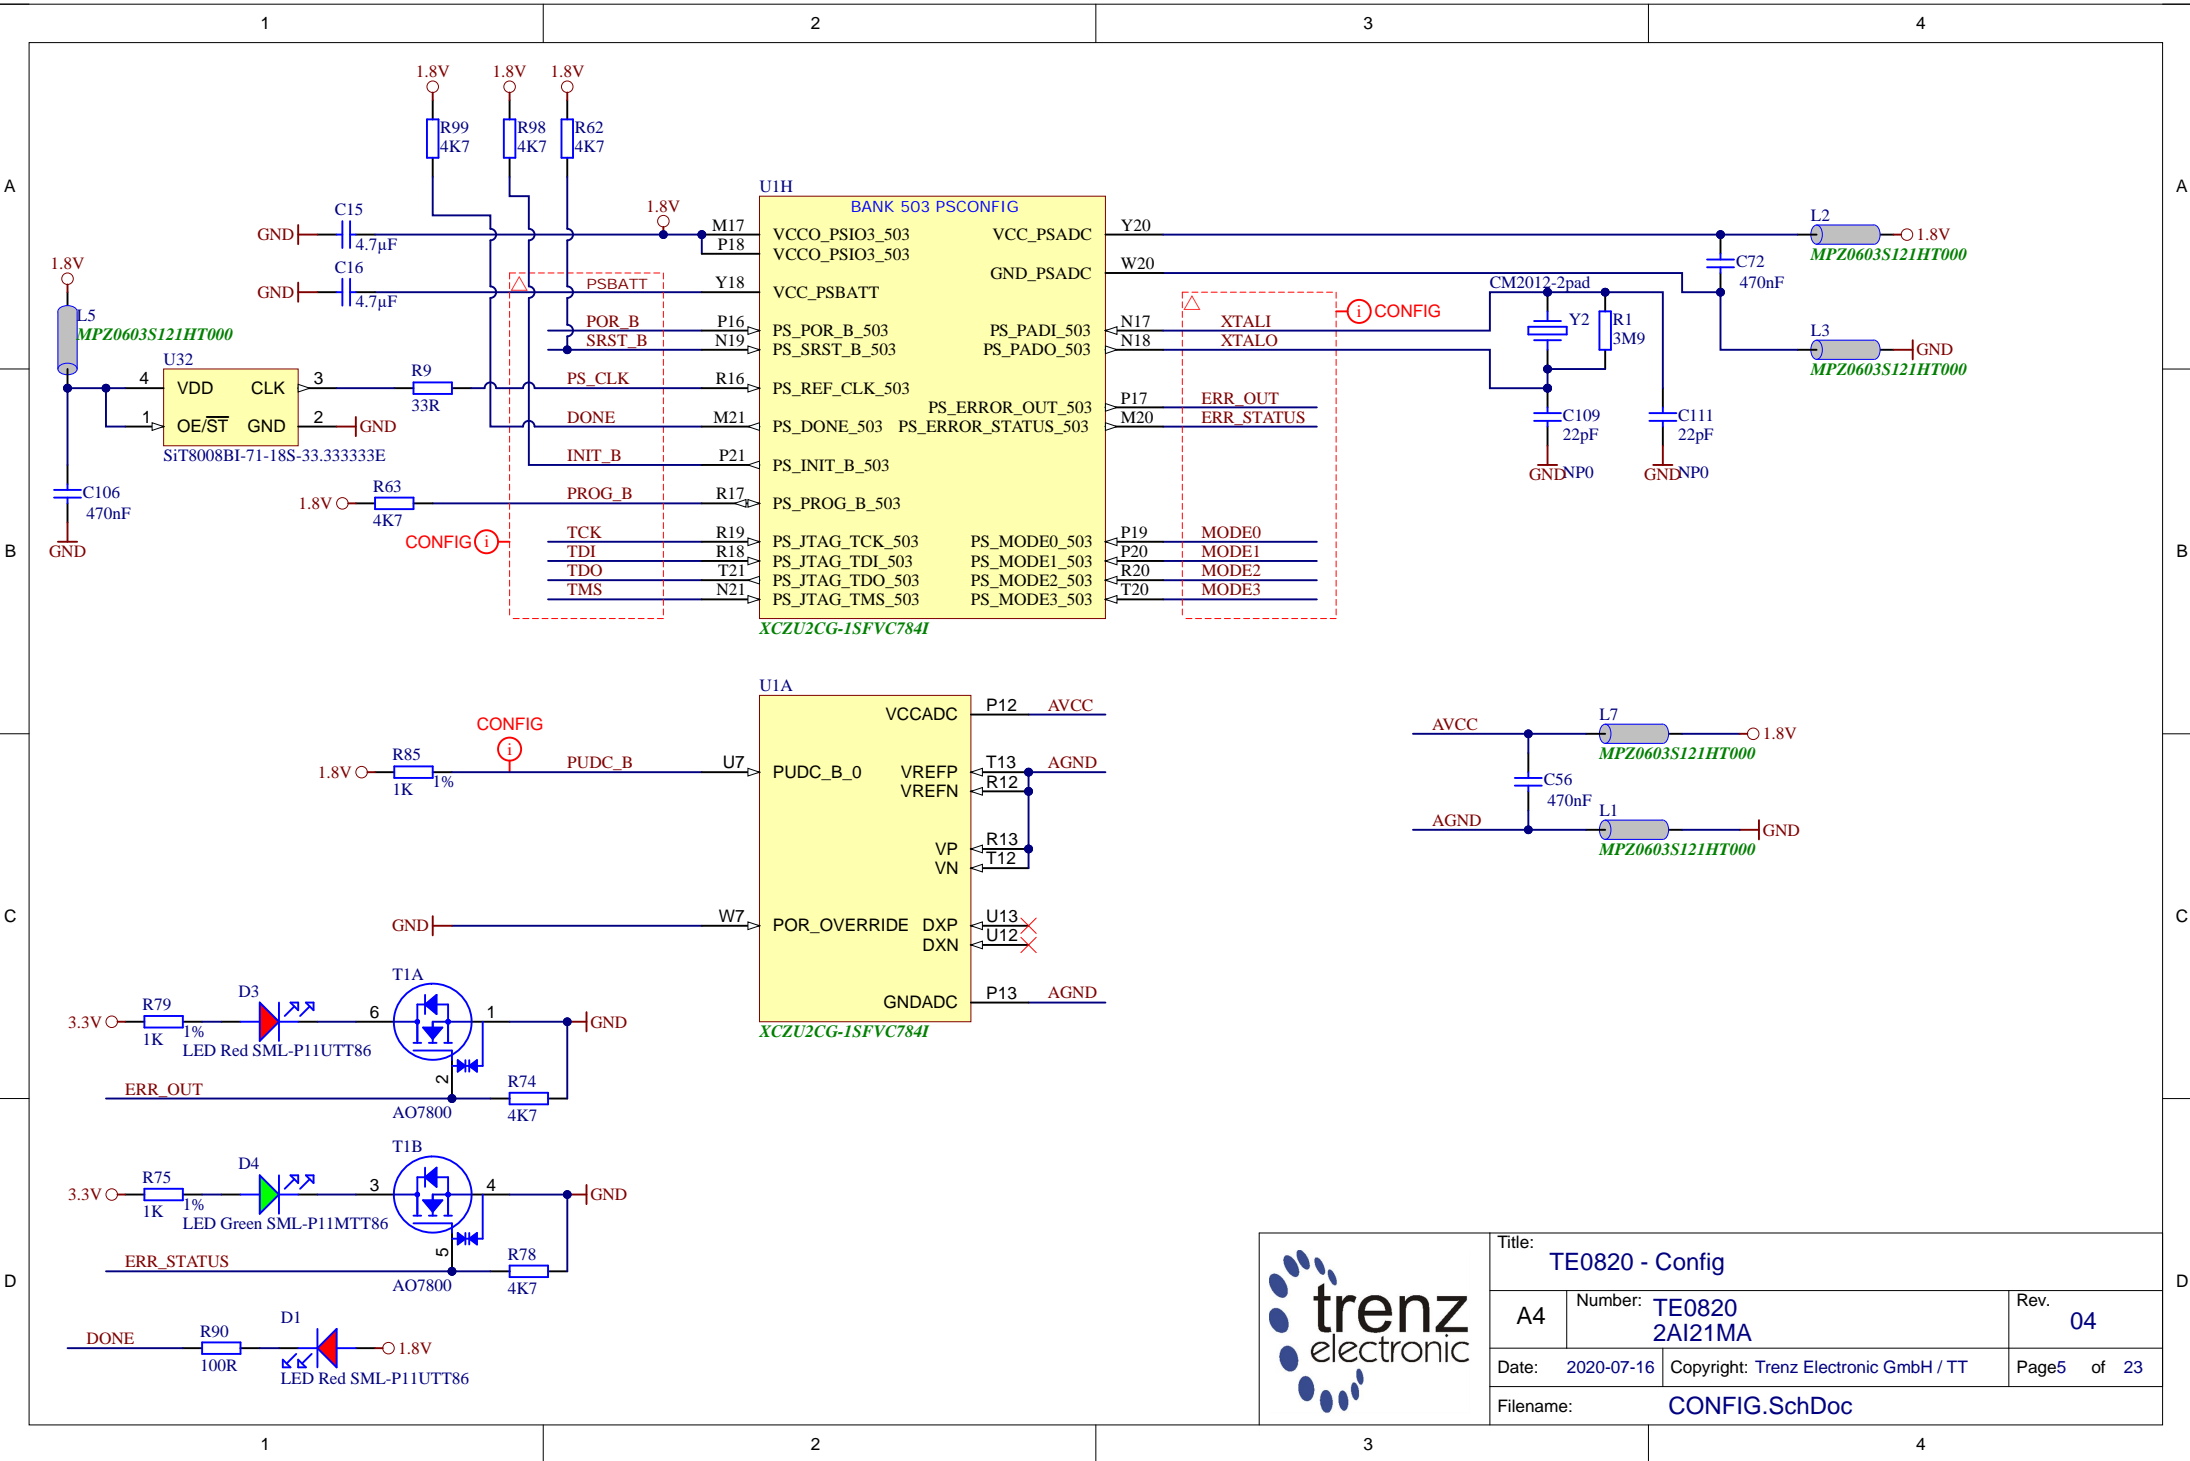 1 2 3 4
A A
B B
C C
D D
1.8V 1.8V 1.8V
R99
4K7
R98
4K7
R62
4K7
C15
GND
4.7µF
1.8V
C16
GND
4.7µF
1.8V
L5
MPZ0603S121HT000
U32
4 VDD CLK 3
1 OE/ST GND 2
GND
SiT8008BI-71-18S-33.333333E
C106
470nF
GND
R9
33R
1.8V
R63
4K7
CONFIG i
PSBATT
POR_B
SRST_B
PS_CLK
DONE
INIT_B
PROG_B
TCK
TDI
TDO
TMS
U1H
BANK 503 PSCONFIG
M17 VCCO_PSIO3_503
P18 VCCO_PSIO3_503
Y18 VCC_PSBATT
P16 PS_POR_B_503
N19 PS_SRST_B_503
R16 PS_REF_CLK_503
M21 PS_DONE_503
P21 PS_INIT_B_503
R17 PS_PROG_B_503
R19 PS_JTAG_TCK_503
R18 PS_JTAG_TDI_503
T21 PS_JTAG_TDO_503
N21 PS_JTAG_TMS_503
VCC_PSADC Y20
GND_PSADC W20
PS_PADI_503 N17
PS_PADO_503 N18
PS_ERROR_OUT_503 P17
PS_ERROR_STATUS_503 M20
PS_MODE0_503 P19
PS_MODE1_503 P20
PS_MODE2_503 R20
PS_MODE3_503 T20
XCZU2CG-1SFVC784I
XTALI
XTALO
ERR_OUT
ERR_STATUS
MODE0
MODE1
MODE2
MODE3
i CONFIG
CM2012-2pad
Y2
R1
3M9
C109
22pF
GND NP0
C111
22pF
GND NP0
L2
1.8V
MPZ0603S121HT000
C72
470nF
L3
GND
MPZ0603S121HT000
U1A
CONFIG
i
1.8V
R85
1K
1%
PUDC_B
U7 PUDC_B_0
GND
W7 POR_OVERRIDE
VCCADC P12 AVCC
VREFP T13 AGND
VREFN R12
VP R13
VN T12
DXP U13
DXN U12
GNDADC P13 AGND
XCZU2CG-1SFVC784I
AVCC
L7
1.8V
MPZ0603S121HT000
C56
470nF
AGND
L1
GND
MPZ0603S121HT000
3.3V
R79
1K
1%
D3
LED Red SML-P11UTT86
T1A
6 1
2
GND
ERR_OUT
AO7800
R74
4K7
3.3V
R75
1K
1%
D4
LED Green SML-P11MTT86
T1B
3 4
5
GND
ERR_STATUS
AO7800
R78
4K7
DONE
R90
100R
D1
1.8V
LED Red SML-P11UTT86
trenz
electronic
Title:
TE0820 - Config
A4
Number: TE0820
2AI21MA
Rev.
04
Date: 2020-07-16
Copyright: Trenz Electronic GmbH / TT
Page5 of 23
Filename: CONFIG.SchDoc
1 2 3 4